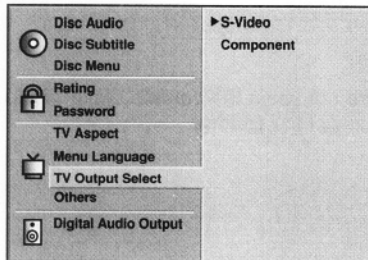 Disc Audio
Disc Subtitle
Disc Menu
Rating
Password
TV Aspect
Menu Language
TV Output Select
Others
Digital Audio Output
S-Video
Component